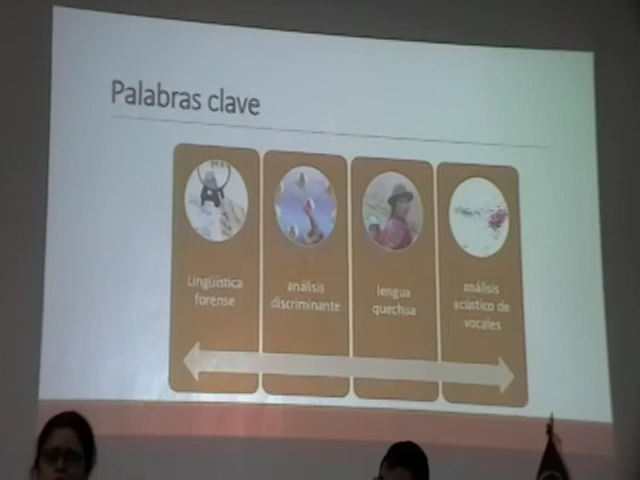 Palabras clave
Lingüística
forense
análisis
discriminante
lengua
quechua
análisis
acústico de
vocales